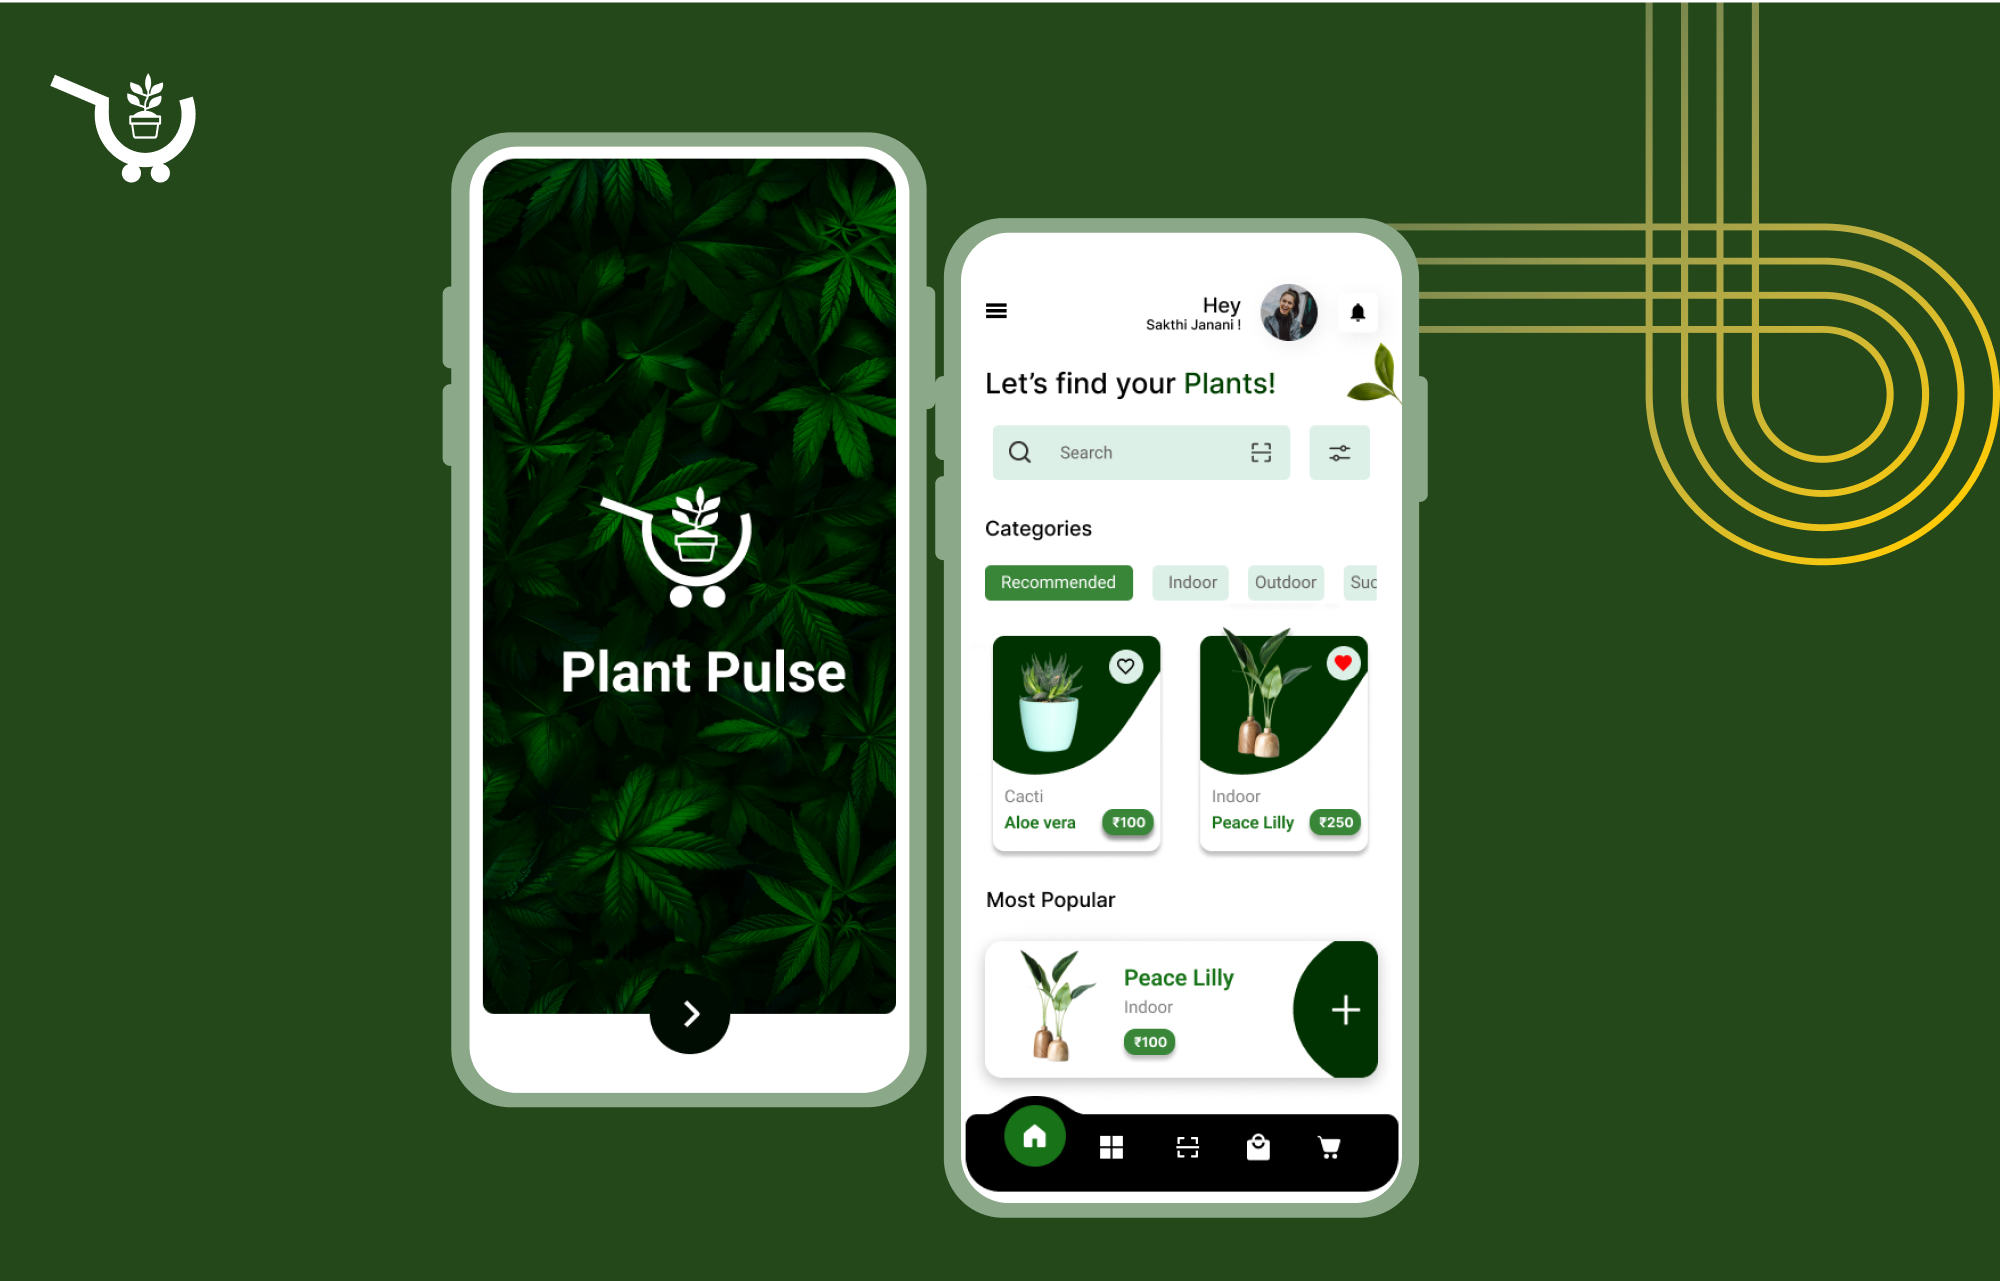 Plant Pulse
Hey
Sakthi Janani !
Let's find your Plants!
Search
Categories
Recommended
Indoor
Outdoor
Suc
Cacti
Aloe vera
₹100
Indoor
Peace Lilly
₹250
Most Popular
Peace Lilly
Indoor
₹100